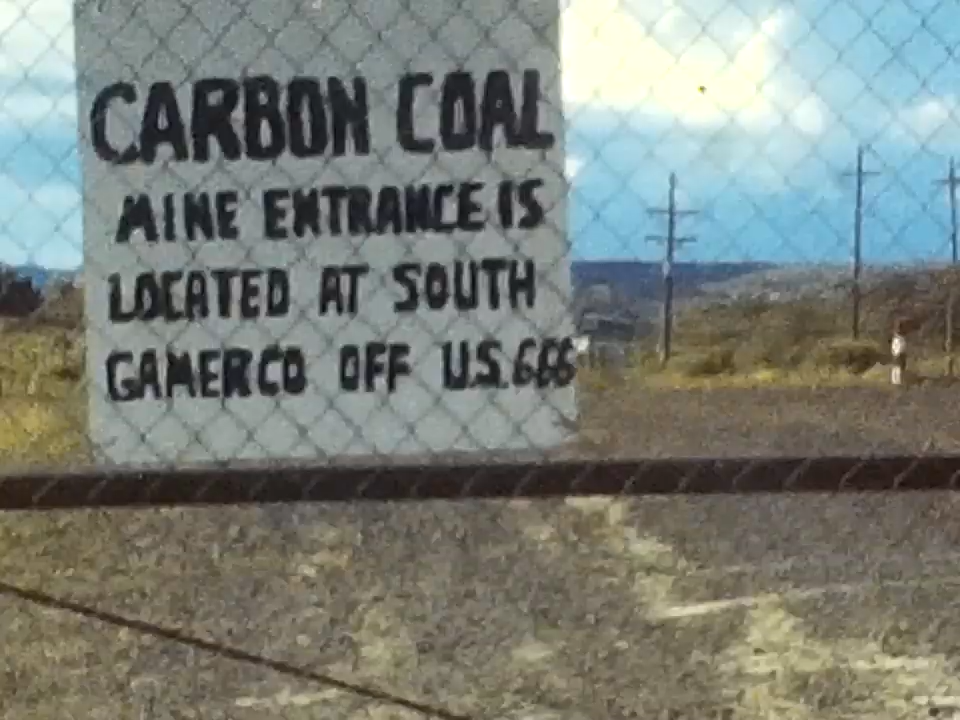 CARBON COAL
MINE ENTRANCE IS
LOCATED AT SOUTH
GAMERCO OFF U.S.666